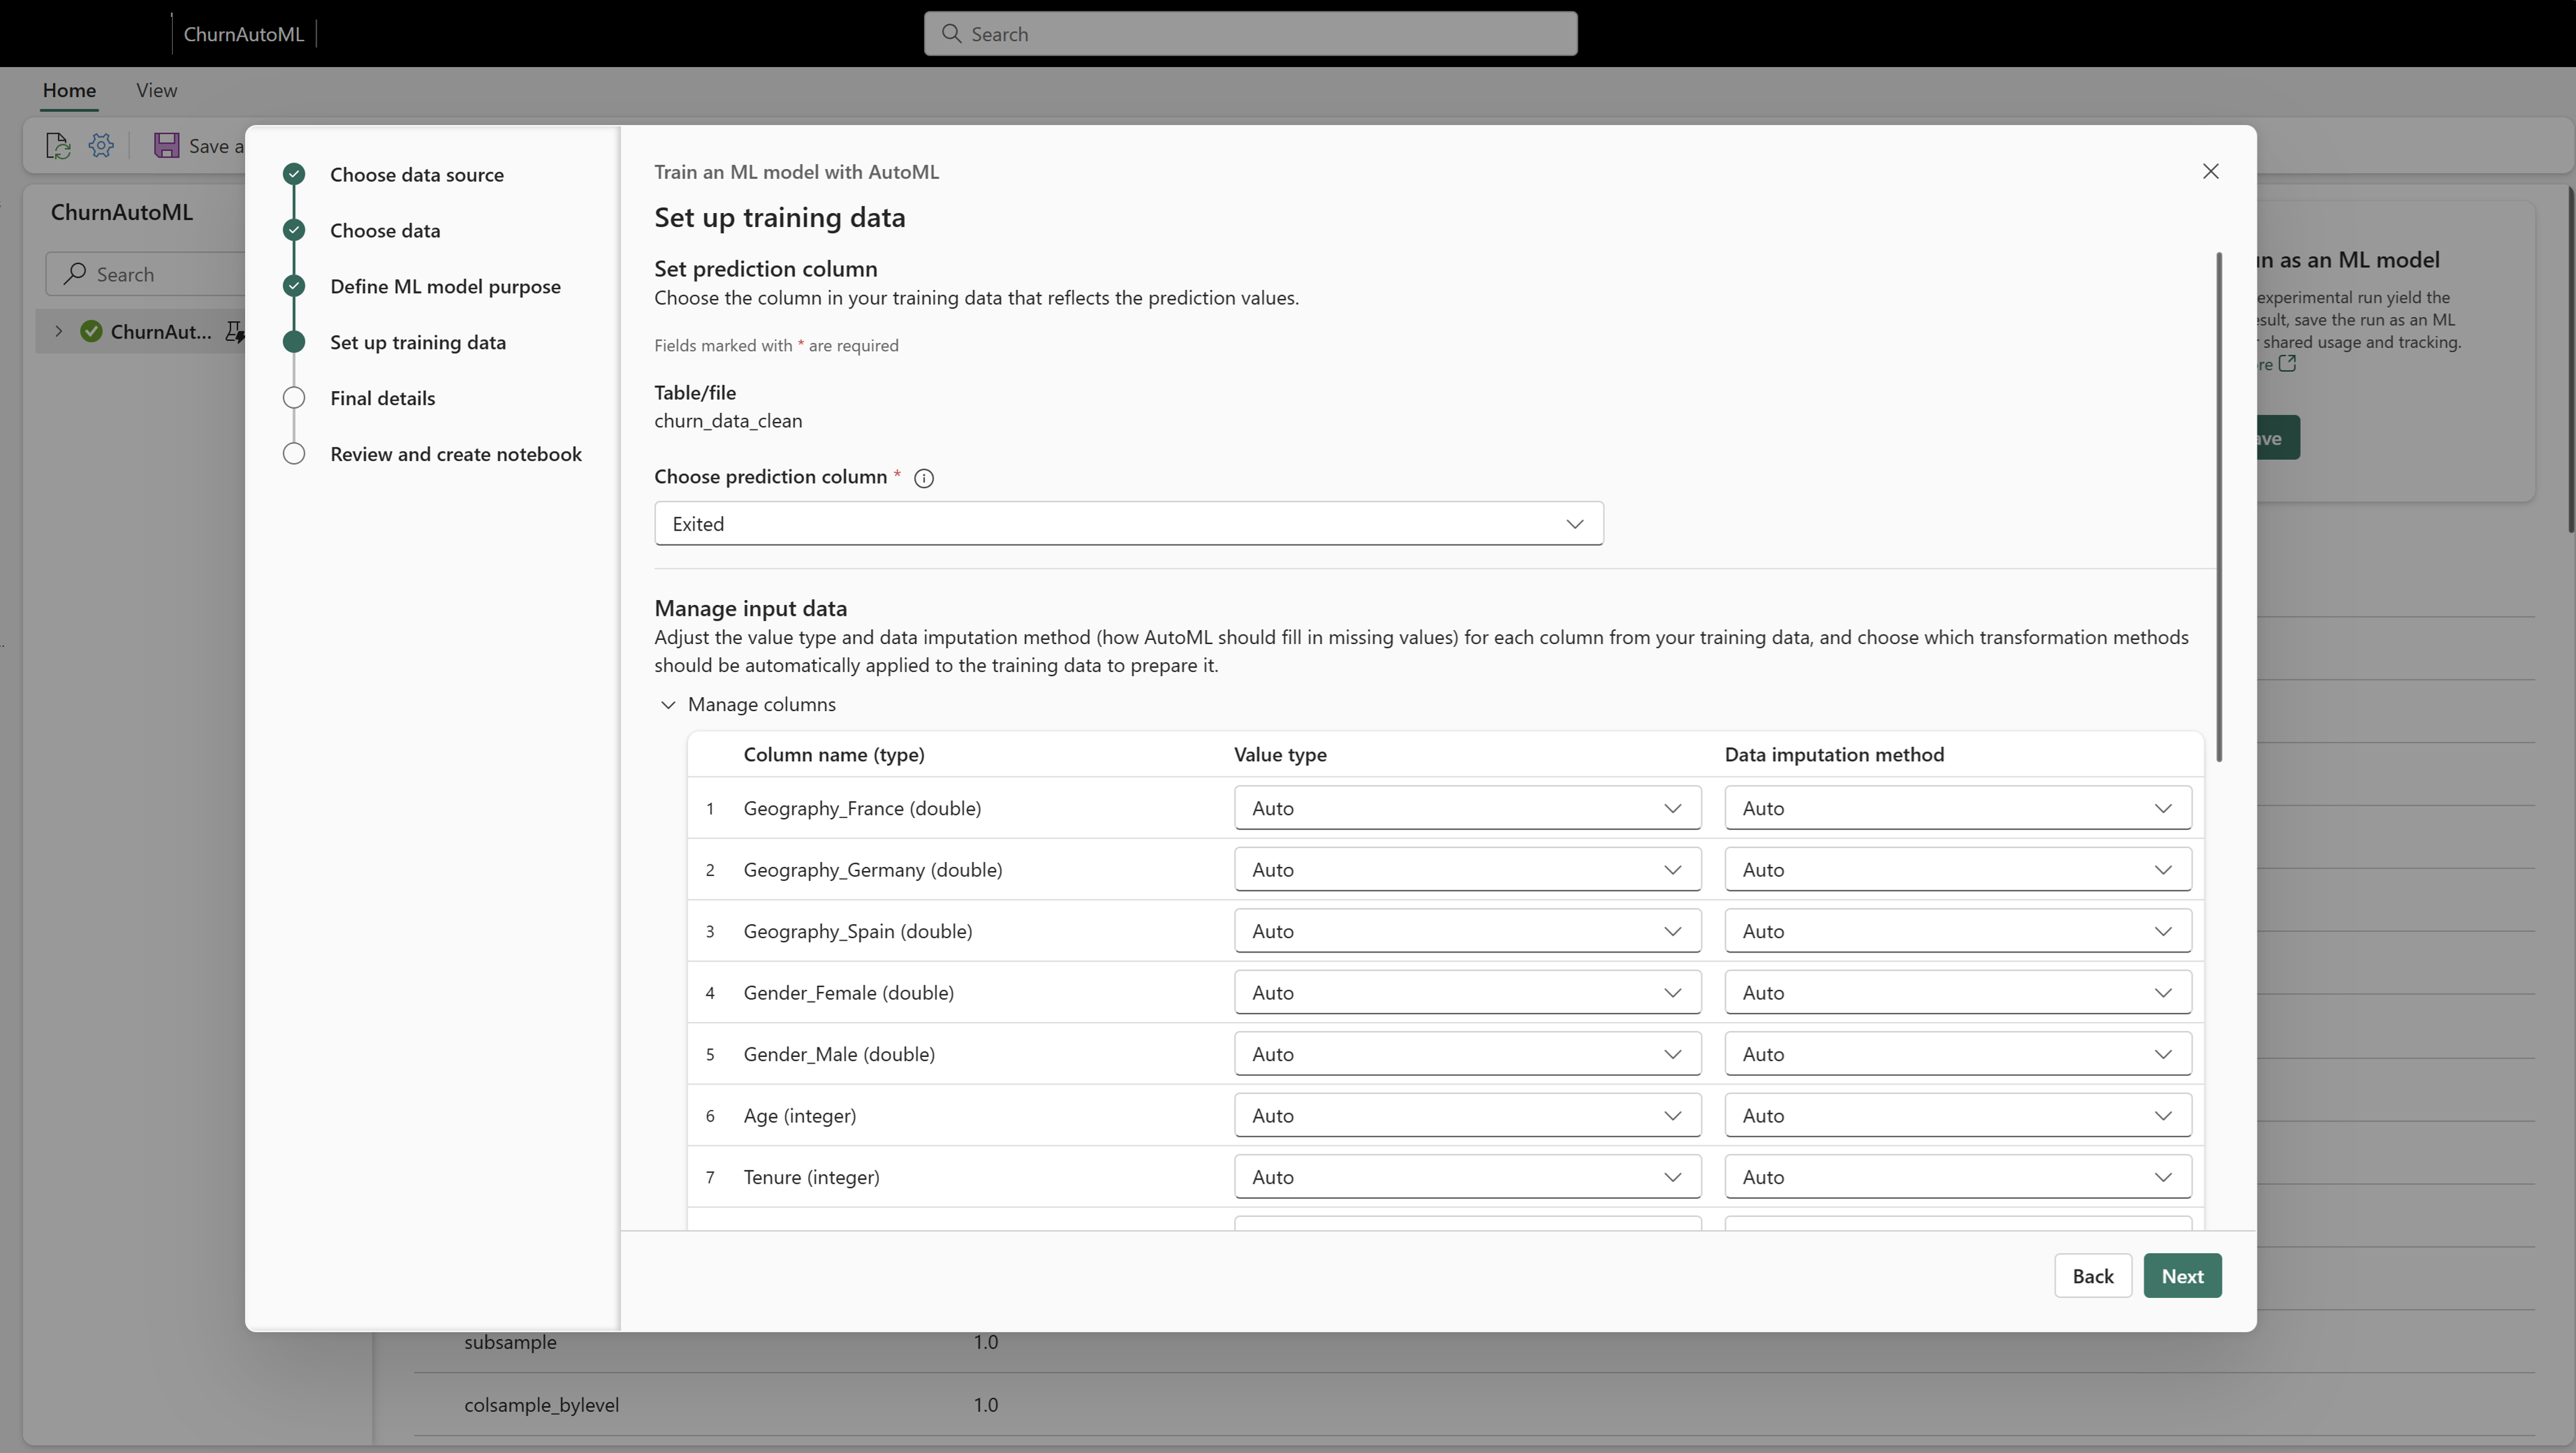 ChurnAutoML
Search
Home
View
Save a
ChurnAutoML
Search
ChurnAut...
Choose data source
Choose data
Define ML model purpose
Set up training data
Final details
Review and create notebook
Train an ML model with AutoML
Set up training data
Set prediction column
Choose the column in your training data that reflects the prediction values.
Fields marked with * are required
Table/file
churn_data_clean
Choose prediction column *
Exited
Manage input data
Adjust the value type and data imputation method (how AutoML should fill in missing values) for each column from your training data, and choose which transformation methods
should be automatically applied to the training data to prepare it.
Manage columns
Column name (type) Value type Data imputation method
1 Geography_France (double) Auto Auto
2 Geography_Germany (double) Auto Auto
3 Geography_Spain (double) Auto Auto
4 Gender_Female (double) Auto Auto
5 Gender_Male (double) Auto Auto
6 Age (integer) Auto Auto
7 Tenure (integer) Auto Auto
Back
Next
as an ML model
experimental run yield the
save the run as an ML
shared usage and tracking.
subsample 1.0
colsample_bylevel 1.0